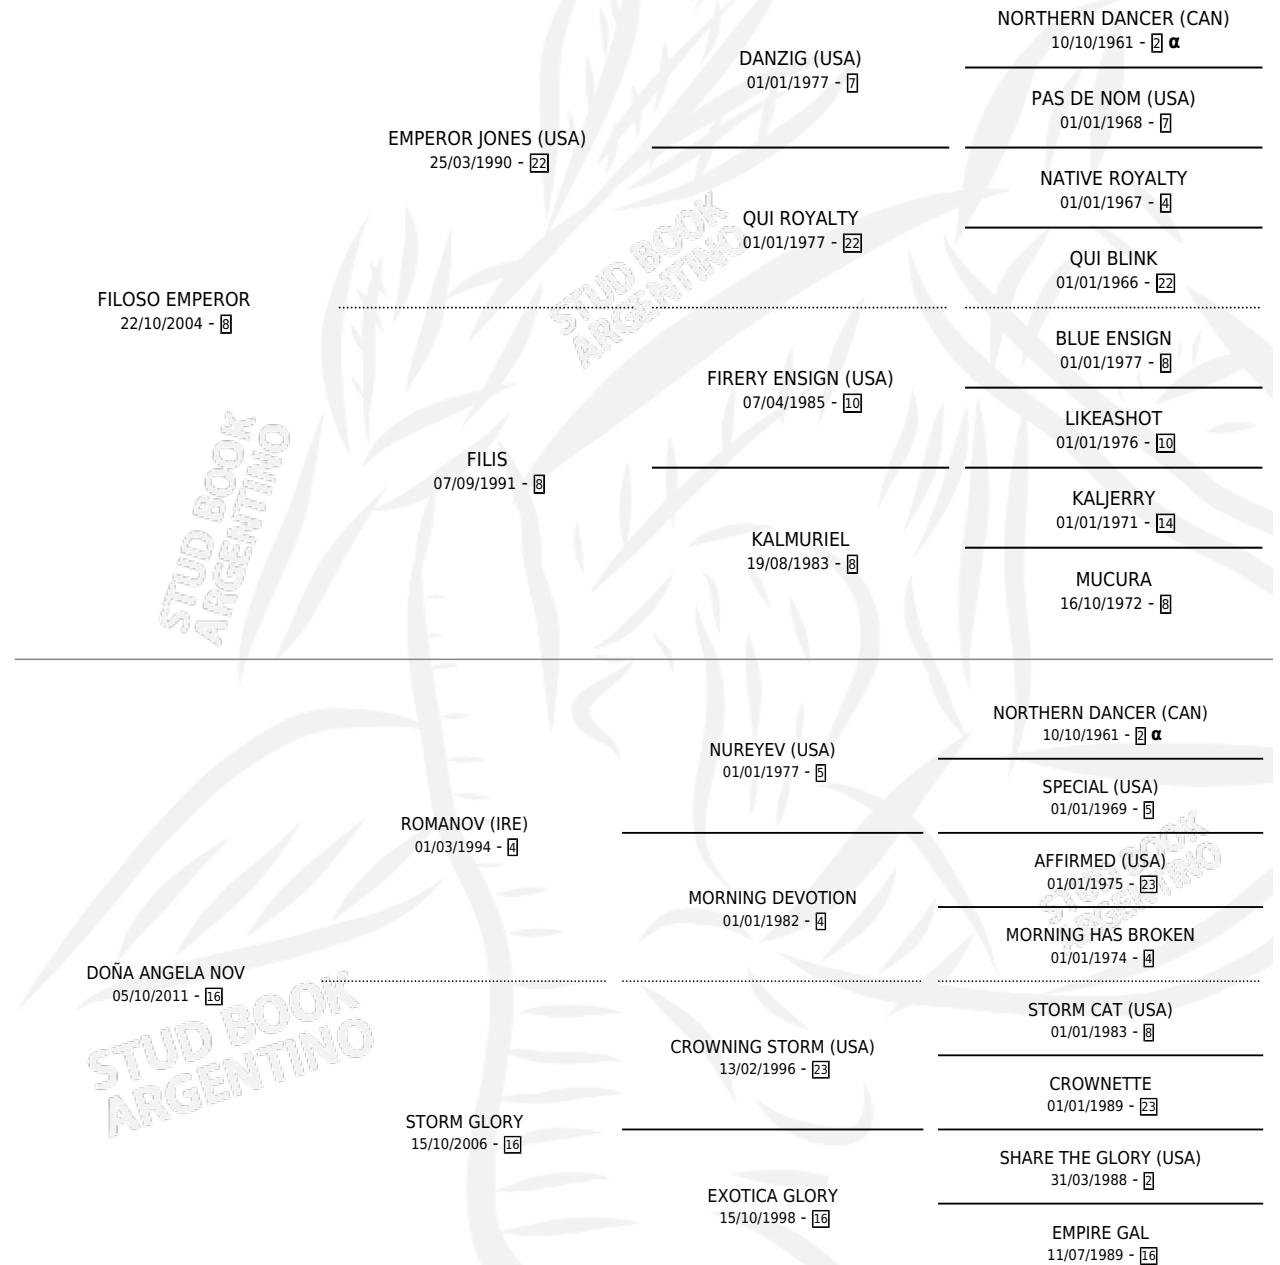 NORTHERN DANCER (CAN)
10/10/1961 - 2 α
DANZIG (USA)
01/01/1977 - 7
PAS DE NOM (USA)
01/01/1968 - 7
EMPEROR JONES (USA)
25/03/1990 - 22
NATIVE ROYALTY
01/01/1967 - 4
QUI ROYALTY
01/01/1977 - 22
QUI BLINK
01/01/1966 - 22
FILOSO EMPEROR
22/10/2004 - 8
BLUE ENSIGN
01/01/1977 - 8
FIRERY ENSIGN (USA)
07/04/1985 - 10
LIKEASHOT
01/01/1976 - 10
FILIS
07/09/1991 - 8
KALJERRY
01/01/1971 - 14
KALMURIEL
19/08/1983 - 8
MUCURA
16/10/1972 - 8
STUD BOOK
ARGENTINO
STUD BOOK
ARGENTINO
NORTHERN DANCER (CAN)
10/10/1961 - 2 α
NUREYEV (USA)
01/01/1977 - 5
SPECIAL (USA)
01/01/1969 - 5
ROMANOV (IRE)
01/03/1994 - 4
AFFIRMED (USA)
01/01/1975 - 23
MORNING DEVOTION
01/01/1982 - 4
MORNING HAS BROKEN
01/01/1974 - 4
DOÑA ANGELA NOV
05/10/2011 - 16
STORM CAT (USA)
01/01/1983 - 8
CROWNING STORM (USA)
13/02/1996 - 23
CROWNETTE
01/01/1989 - 23
STORM GLORY
15/10/2006 - 16
SHARE THE GLORY (USA)
31/03/1988 - 2
EXOTICA GLORY
15/10/1998 - 16
EMPIRE GAL
11/07/1989 - 16
STUD BOOK
ARGENTINO
STUD BOOK
ARGENTINO